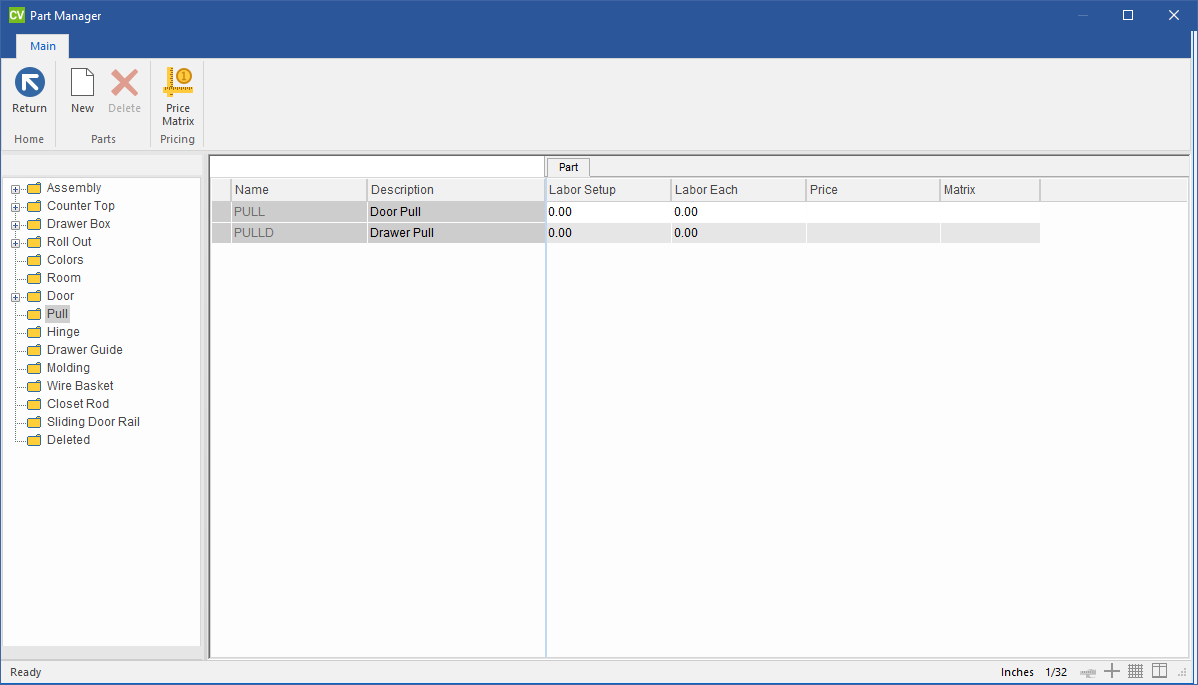 CV Part Manager
Main
Return New Delete Price Matrix
Home Parts Pricing
Part
Name Description Labor Setup Labor Each Price Matrix
PULL Door Pull 0.00 0.00
PULLD Drawer Pull 0.00 0.00
Assembly
Counter Top
Drawer Box
Roll Out
Colors
Room
Door
Pull
Hinge
Drawer Guide
Molding
Wire Basket
Closet Rod
Sliding Door Rail
Deleted
Ready Inches 1/32